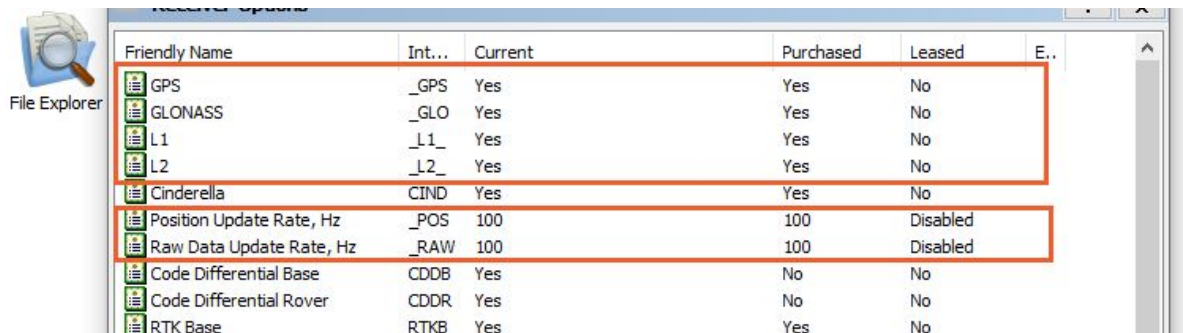 Receiver Options
Friendly Name Int... Current Purchased Leased E..
GPS _GPS Yes Yes No
File Explorer
GLONASS _GLO Yes Yes No
L1 _L1_ Yes Yes No
L2 _L2_ Yes Yes No
Cinderella CIND Yes Yes No
Position Update Rate, Hz _POS 100 100 Disabled
Raw Data Update Rate, Hz _RAW 100 100 Disabled
Code Differential Base CDDB Yes No No
Code Differential Rover CDDR Yes No No
RTK Base RTKB Yes Yes No